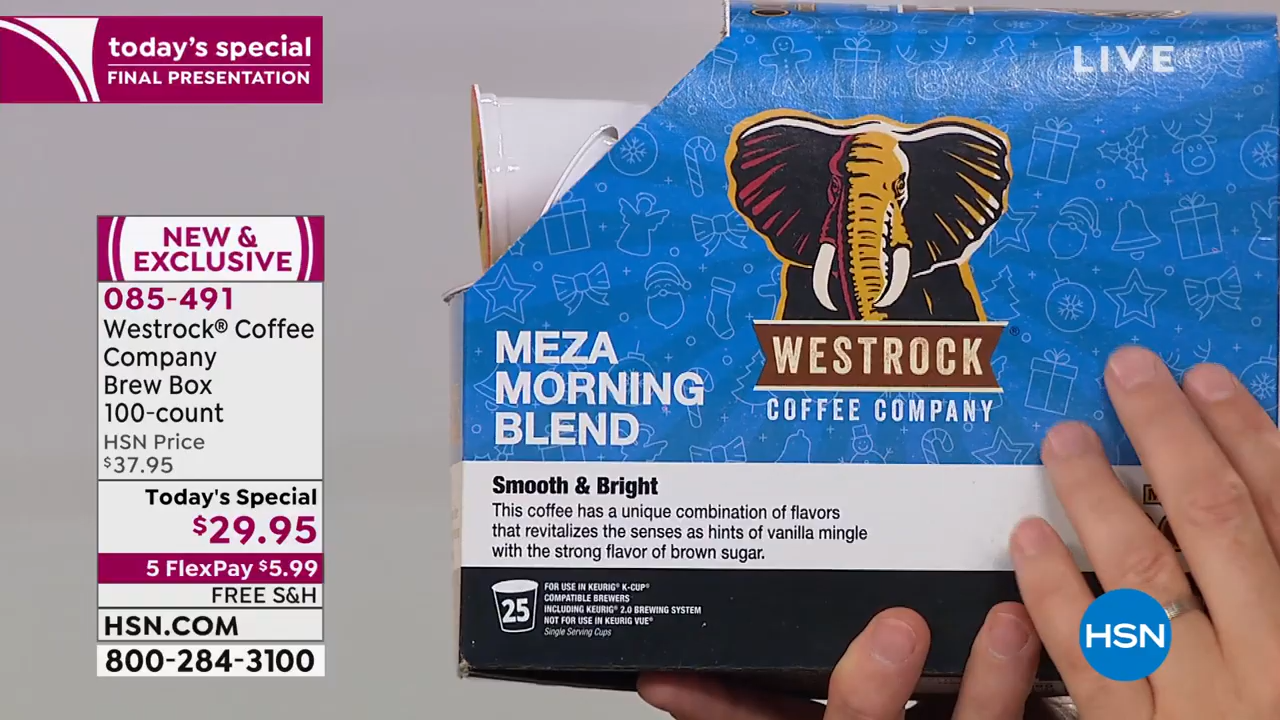 today's special
FINAL PRESENTATION
LIVE
NEW &
EXCLUSIVE
085-491
Westrock® Coffee
Company
Brew Box
100-count
HSN Price
$37.95
Today's Special
$29.95
5 FlexPay $5.99
FREE S&H
HSN.COM
800-284-3100
WESTROCK®
COFFEE COMPANY
MEZA
MORNING
BLEND
Smooth & Bright
This coffee has a unique combination of flavors
that revitalizes the senses as hints of vanilla mingle
with the strong flavor of brown sugar.
25
FOR USE IN KEURIG® K-CUP®
COMPATIBLE BREWERS
INCLUDING KEURIG® 2.0 BREWING SYSTEM
NOT FOR USE IN KEURIG VUE®
Single Serving Cups
HSN